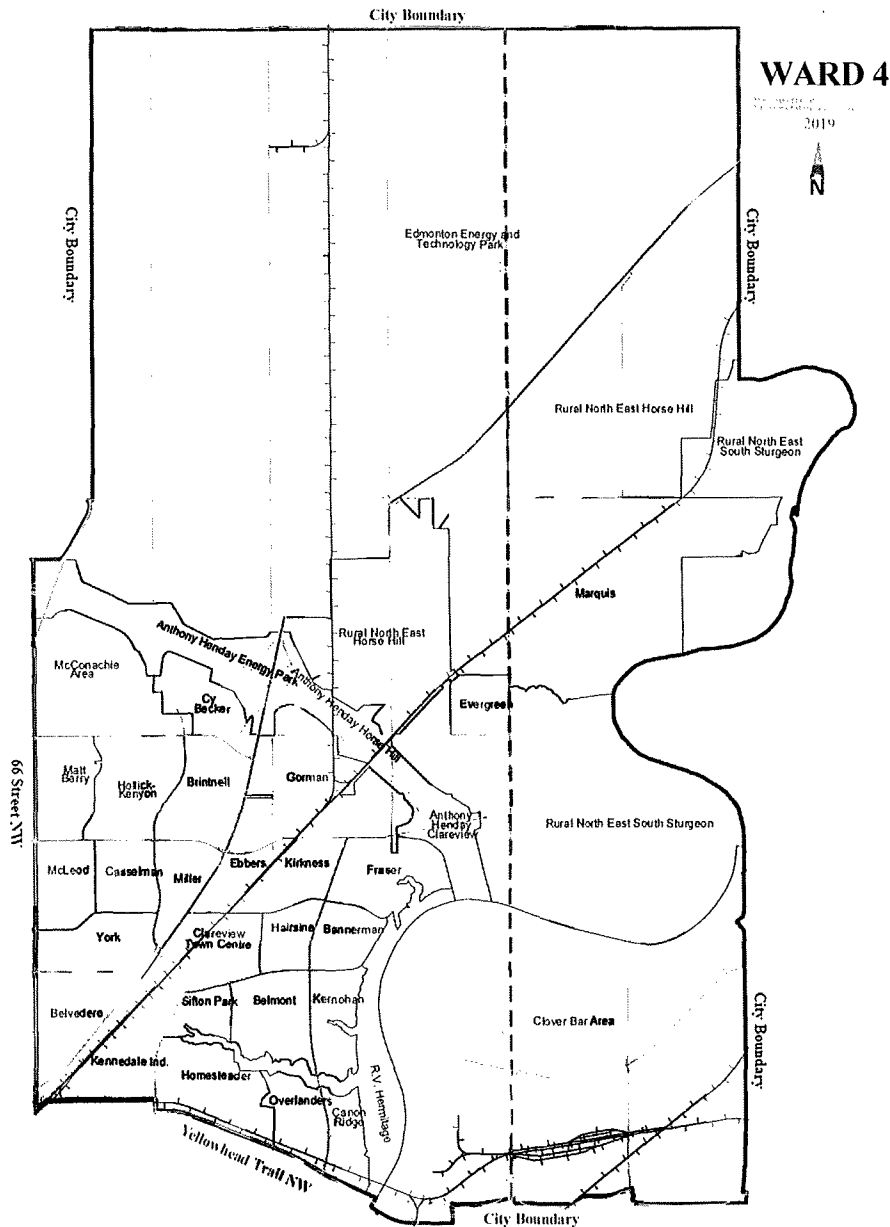 City Boundary
WARD 4
2019
N
City Boundary
City Boundary
Edmonton Energy and
Technology Park
Rural North East Horse Hill
Rural North East
South Sturgeon
Marquis
Anthony Henday Energy Park
Rural North East
Horse Hill
McConachie
Area
Anthony Henday Horse Hill
Cy
Becker
Evergreen
66 Street NW
Matt
Berry
Hollick-
Kenyon
Brintnell
Gorman
Anthony
Henday
Clareview
Rural North East South Sturgeon
McLeod
Casselman
Miller
Ebbers
Kirkness
Fraser
York
Clareview
Town Centre
Hairsine
Bannerman
Belvedere
Sifton Park
Belmont
Kernohan
Clover Bar Area
City Boundary
Kennedale Ind.
Homesteader
Overlanders
Canon
Ridge
R.V. Hermitage
Yellowhead Trail NW
City Boundary